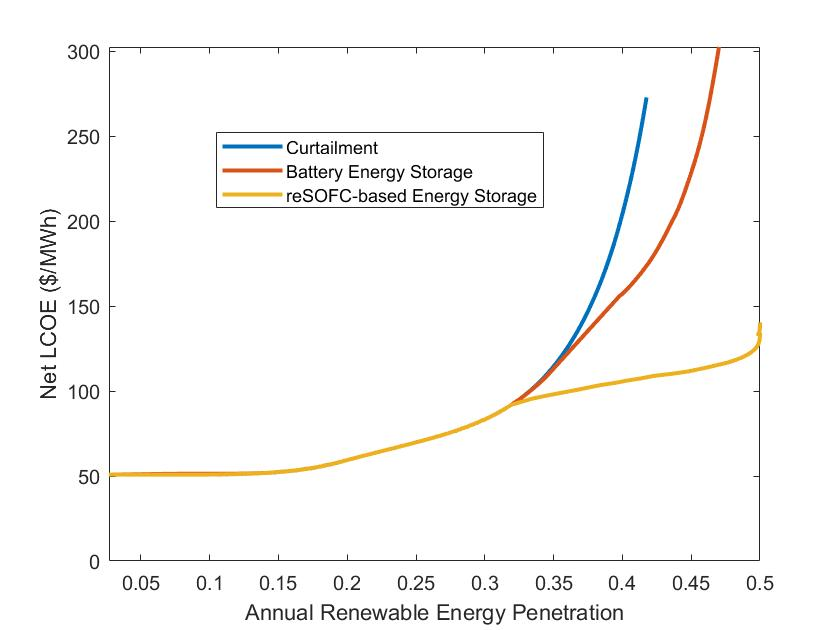 300
250
200
150
100
50
0
Net LCOE ($/MWh)
Curtailment
Battery Energy Storage
reSOFC-based Energy Storage
0.05 0.1 0.15 0.2 0.25 0.3 0.35 0.4 0.45 0.5
Annual Renewable Energy Penetration